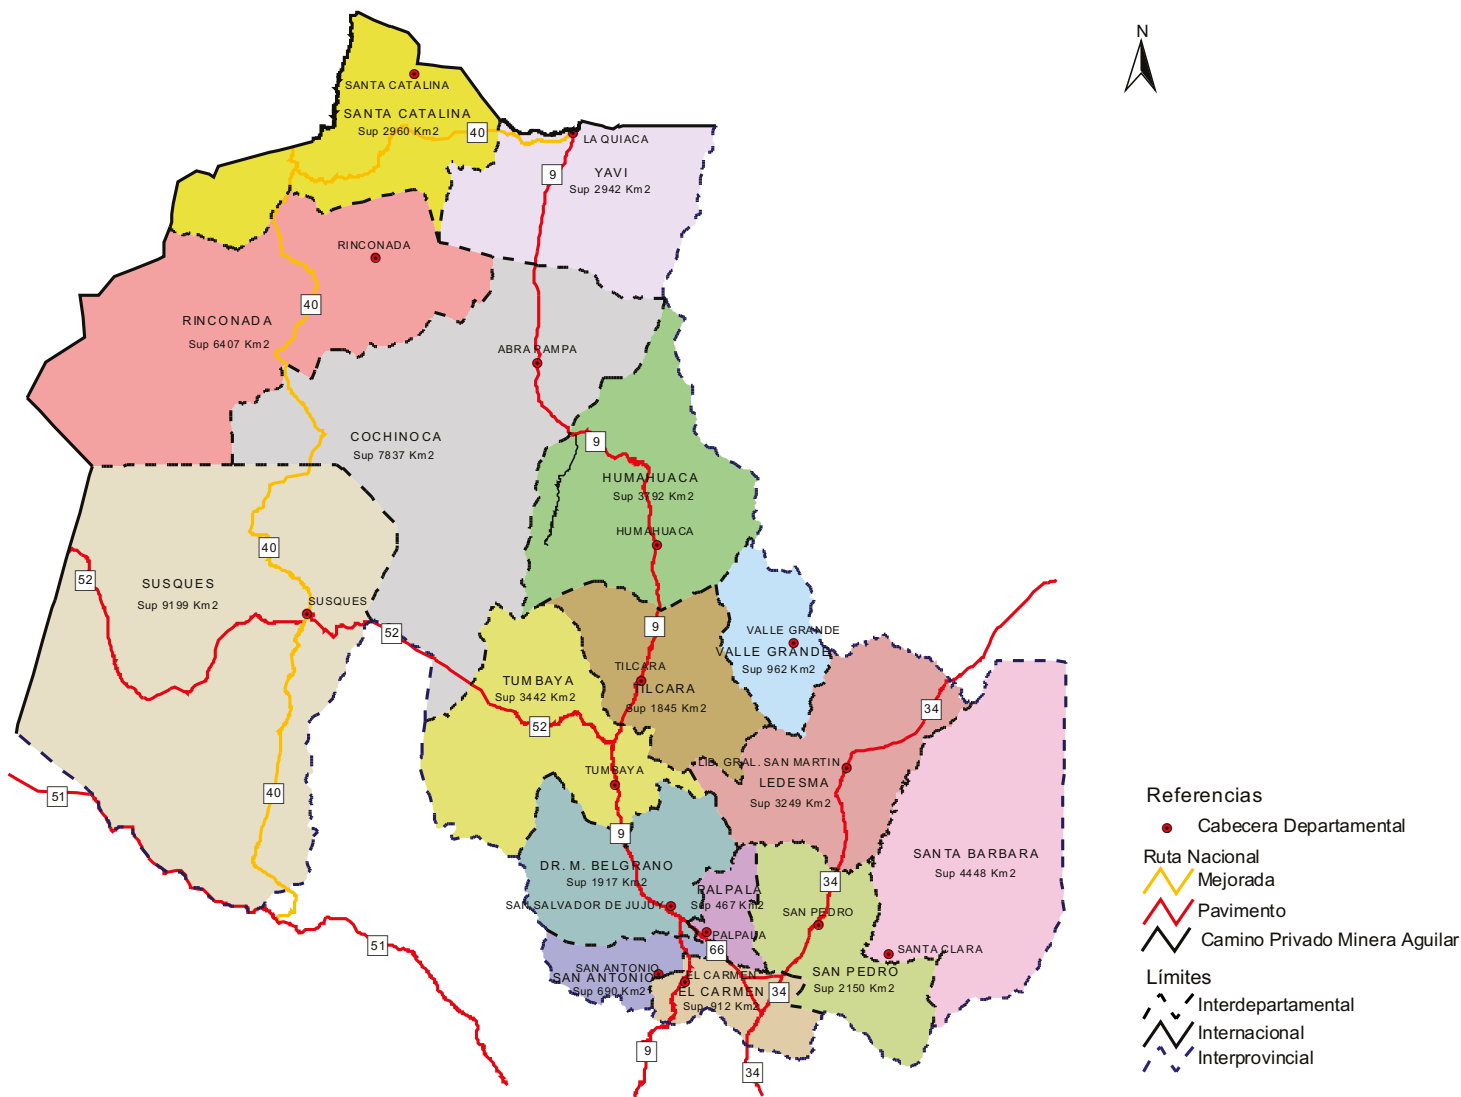 N
SANTA CATALINA
SANTA CATALINA
Sup 2960 Km2
40
LA QUIACA
9
YAVI
Sup 2942 Km2
RINCONADA
40
RINCONADA
Sup 6407 Km2
ABRA PAMPA
COCHINOCA
Sup 7837 Km2
9
HUMAHUACA
Sup 3792 Km2
HUMAHUACA
40
52
SUSQUES
Sup 9199 Km2
SUSQUES
52
9
VALLE GRANDE
VALLE GRANDE
Sup 962 Km2
TILCARA
TILCARA
Sup 1845 Km2
TUMBAYA
Sup 3442 Km2
52
34
LIB. GRAL. SAN MARTIN
LEDESMA
Sup 3249 Km2
TUMBAYA
51
40
9
SANTA BARBARA
Sup 4448 Km2
DR. M. BELGRANO
Sup 1917 Km2
34
PALPALA
Sup 467 Km2
SAN SALVADOR DE JUJUY
SAN PEDRO
PALPALA
51
66
SANTA CLARA
SAN ANTONIO
SAN ANTONIO
Sup 690 Km2
EL CARMEN
EL CARMEN
Sup 912 Km2
SAN PEDRO
Sup 2150 Km2
34
9
34
Referencias
Cabecera Departamental
Ruta Nacional
Mejorada
Pavimento
Camino Privado Minera Aguilar
Límites
Interdepartamental
Internacional
Interprovincial